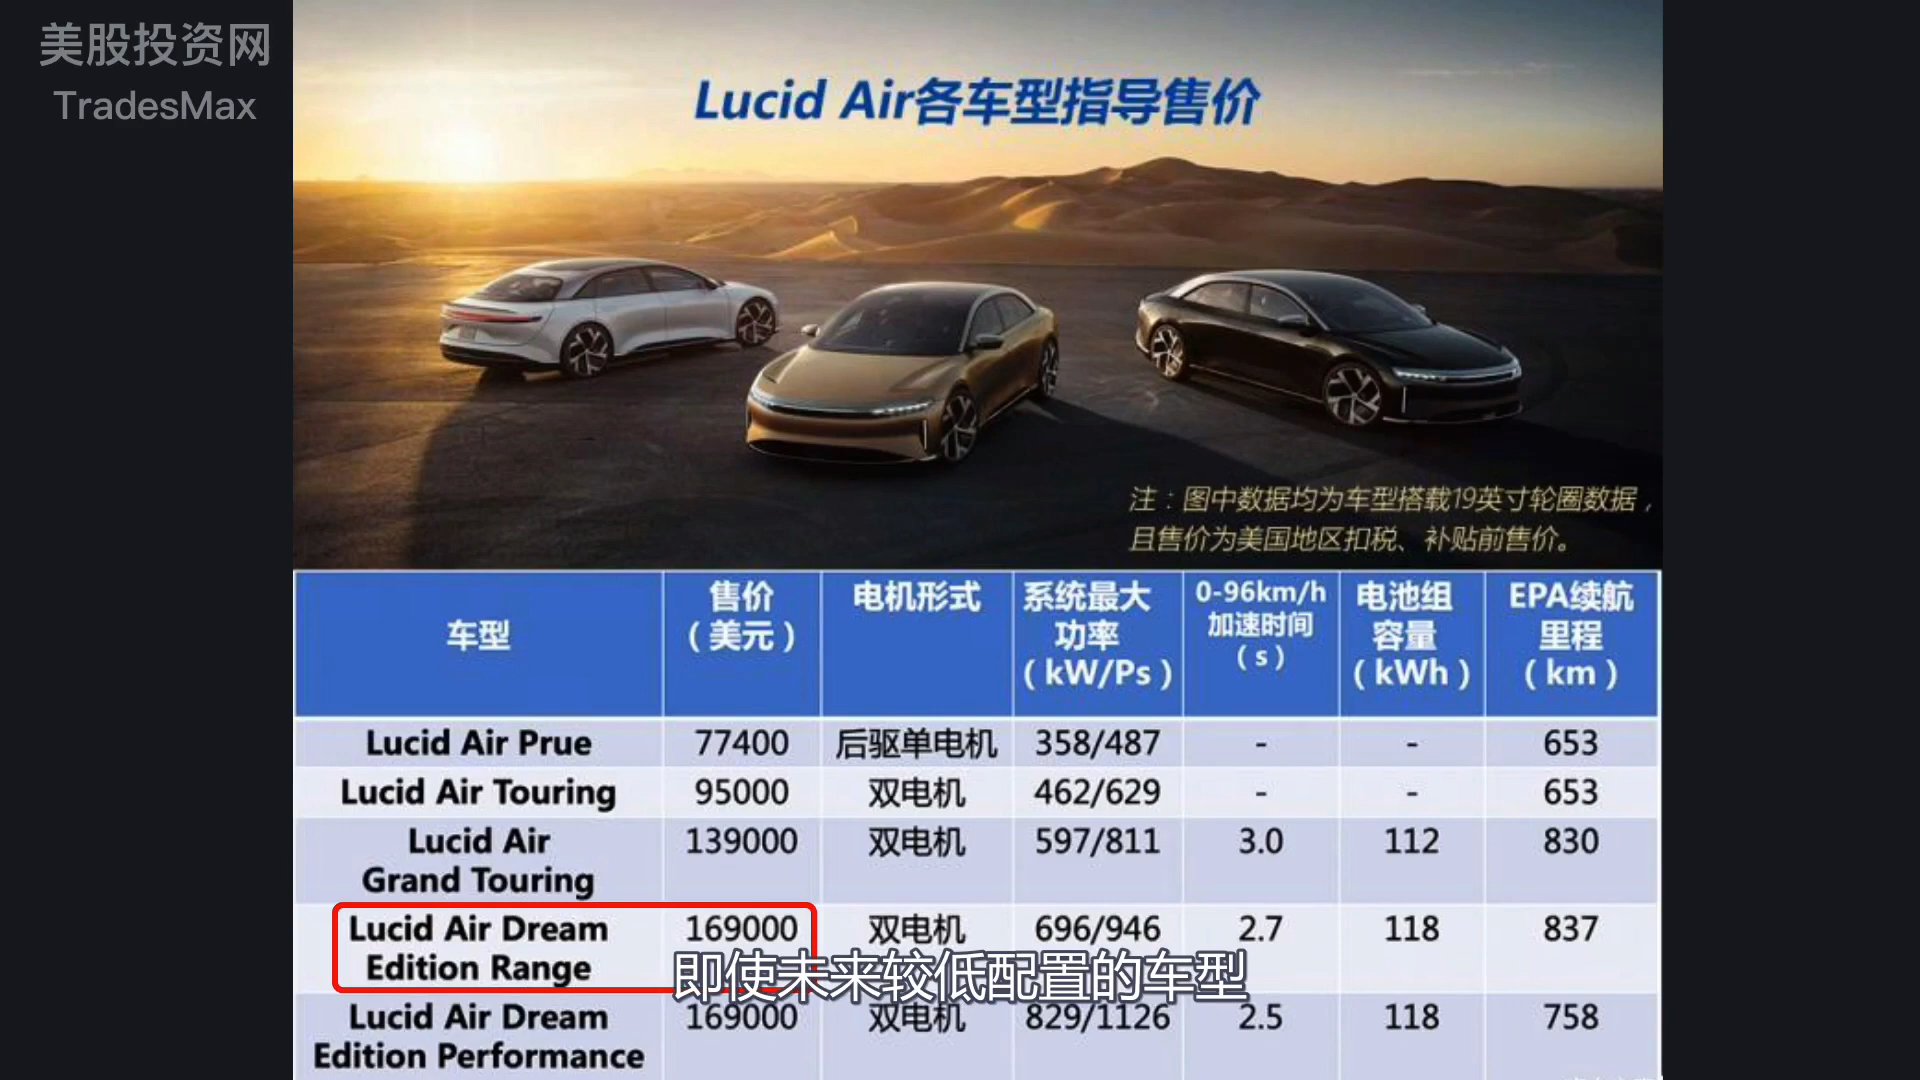 美股投资网
TradesMax
Lucid Air各车型指导售价
注：图中数据均为车型搭载19英寸轮圈数据，
且售价为美国地区扣税、补贴前售价。
车型 售价（美元） 电机形式 系统最大功率（kW/Ps） 0-96km/h加速时间（s） 电池组容量（kWh） EPA续航里程（km）
Lucid Air Prue 77400 后驱单电机 358/487 - - 653
Lucid Air Touring 95000 双电机 462/629 - - 653
Lucid Air Grand Touring 139000 双电机 597/811 3.0 112 830
Lucid Air Dream Edition Range 169000 双电机 696/946 2.7 118 837
即使未来较低配置的车型
Lucid Air Dream Edition Performance 169000 双电机 829/1126 2.5 118 758